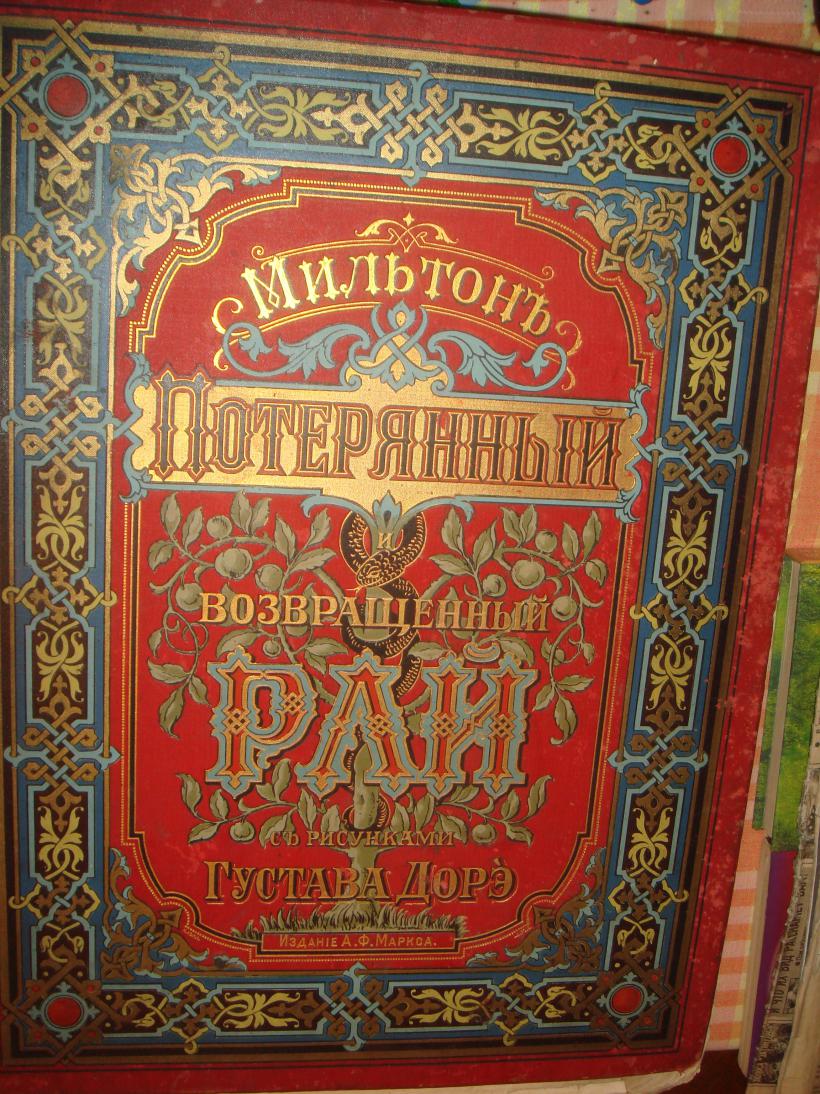 Мильтонъ
Потерянный
и
возвращенный
РАЙ
съ рисунками
Густава Дорэ̀
Изданіе А.Ф. Маркса.